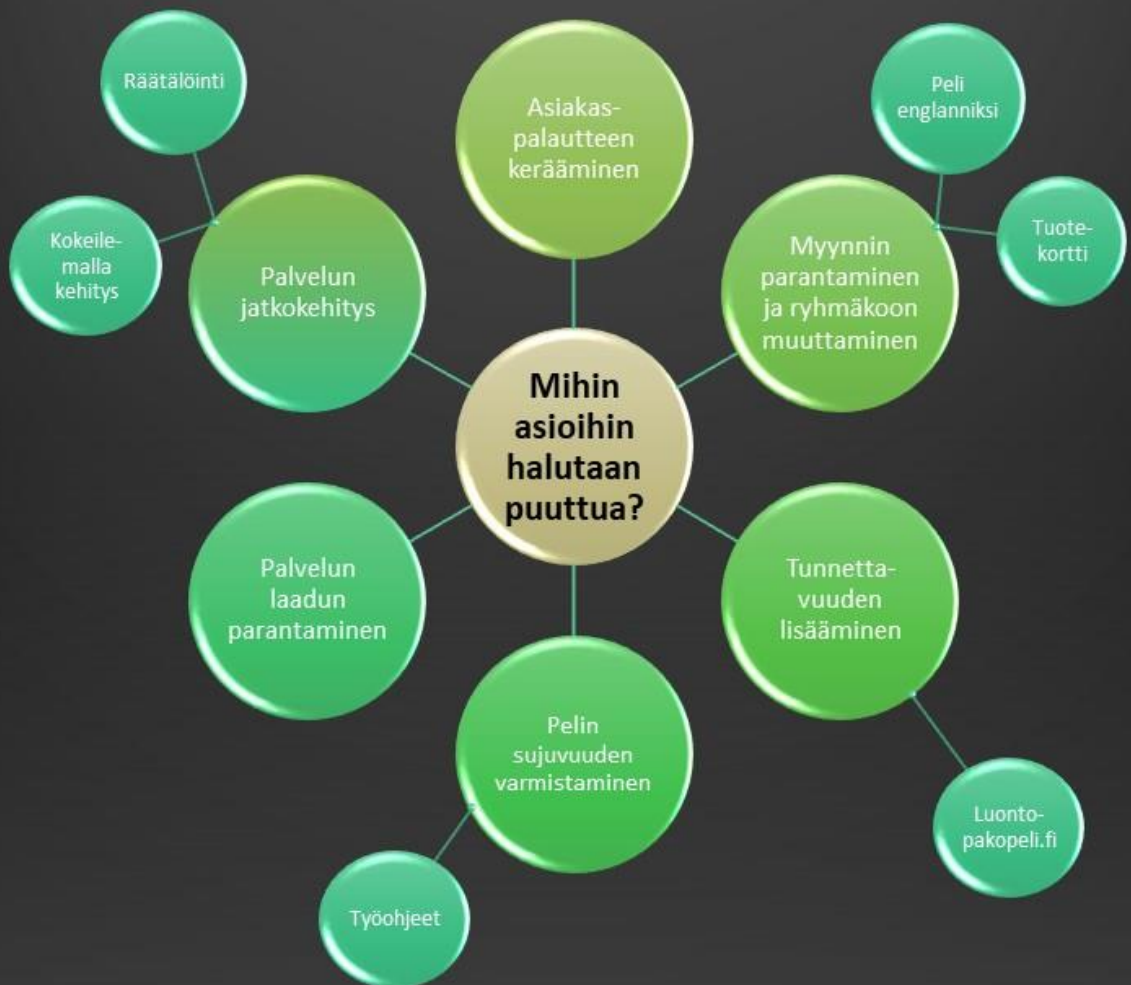 Räätälöinti
Kokeile-
malla
kehitys
Palvelun
jatkokehitys
Asiakas-
palautteen
kerääminen
Peli
englanniksi
Tuote-
kortti
Myynnin
parantaminen
ja ryhmäkoon
muuttaminen
Mihin
asioihin
halutaan
puuttua?
Palvelun
laadun
parantaminen
Tunnetta-
vuuden
lisääminen
Pelin
sujuvuuden
varmistaminen
Luonto-
pakopeli.fi
Työohjeet